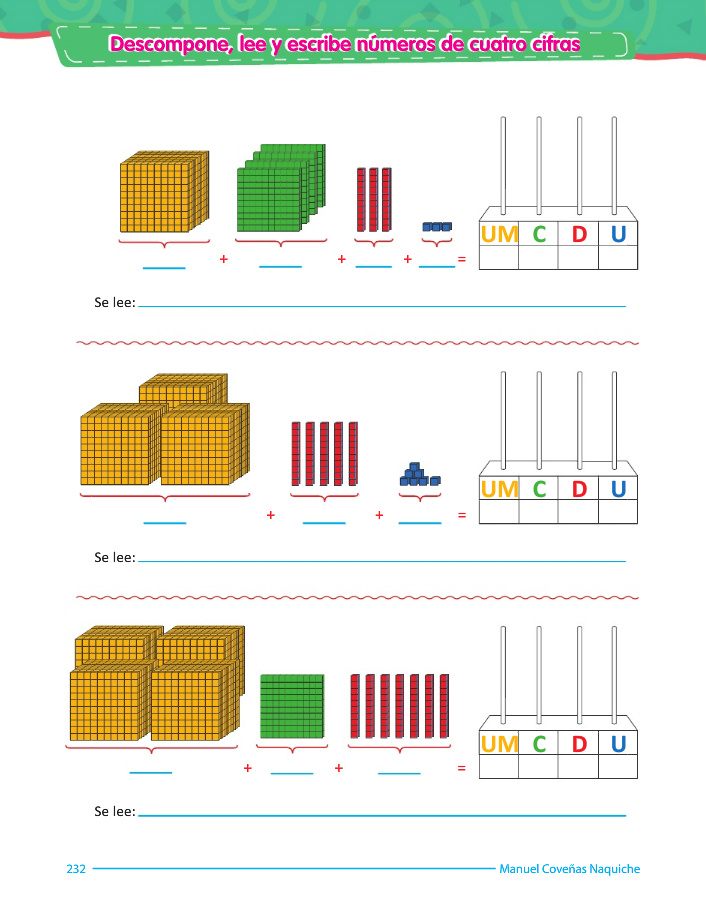 Descompone, lee y escribe números de cuatro cifras
+ + + =
UM C D U
Se lee:
+ + =
UM C D U
Se lee:
+ + =
UM C D U
Se lee:
232 Manuel Coveñas Naquiche